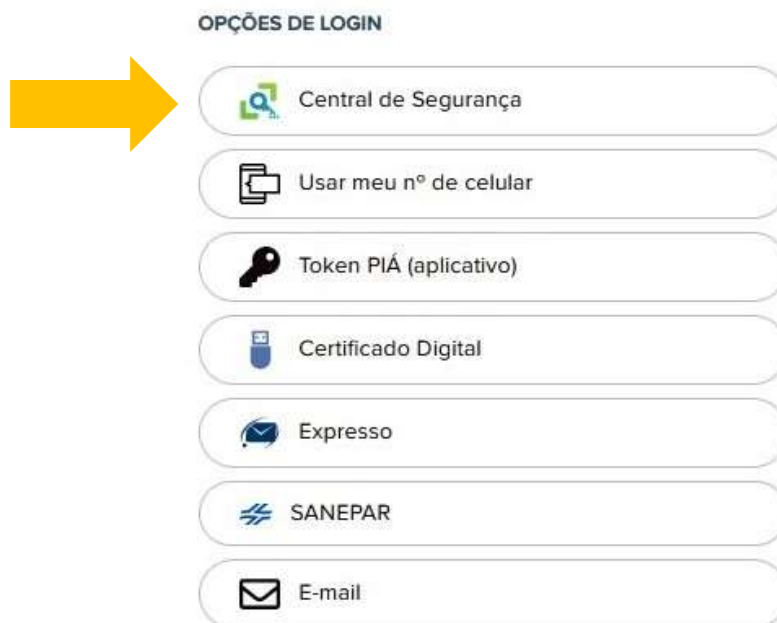 OPÇÕES DE LOGIN
Central de Segurança
Usar meu nº de celular
Token PIÁ (aplicativo)
Certificado Digital
Expresso
SANEPAR
E-mail